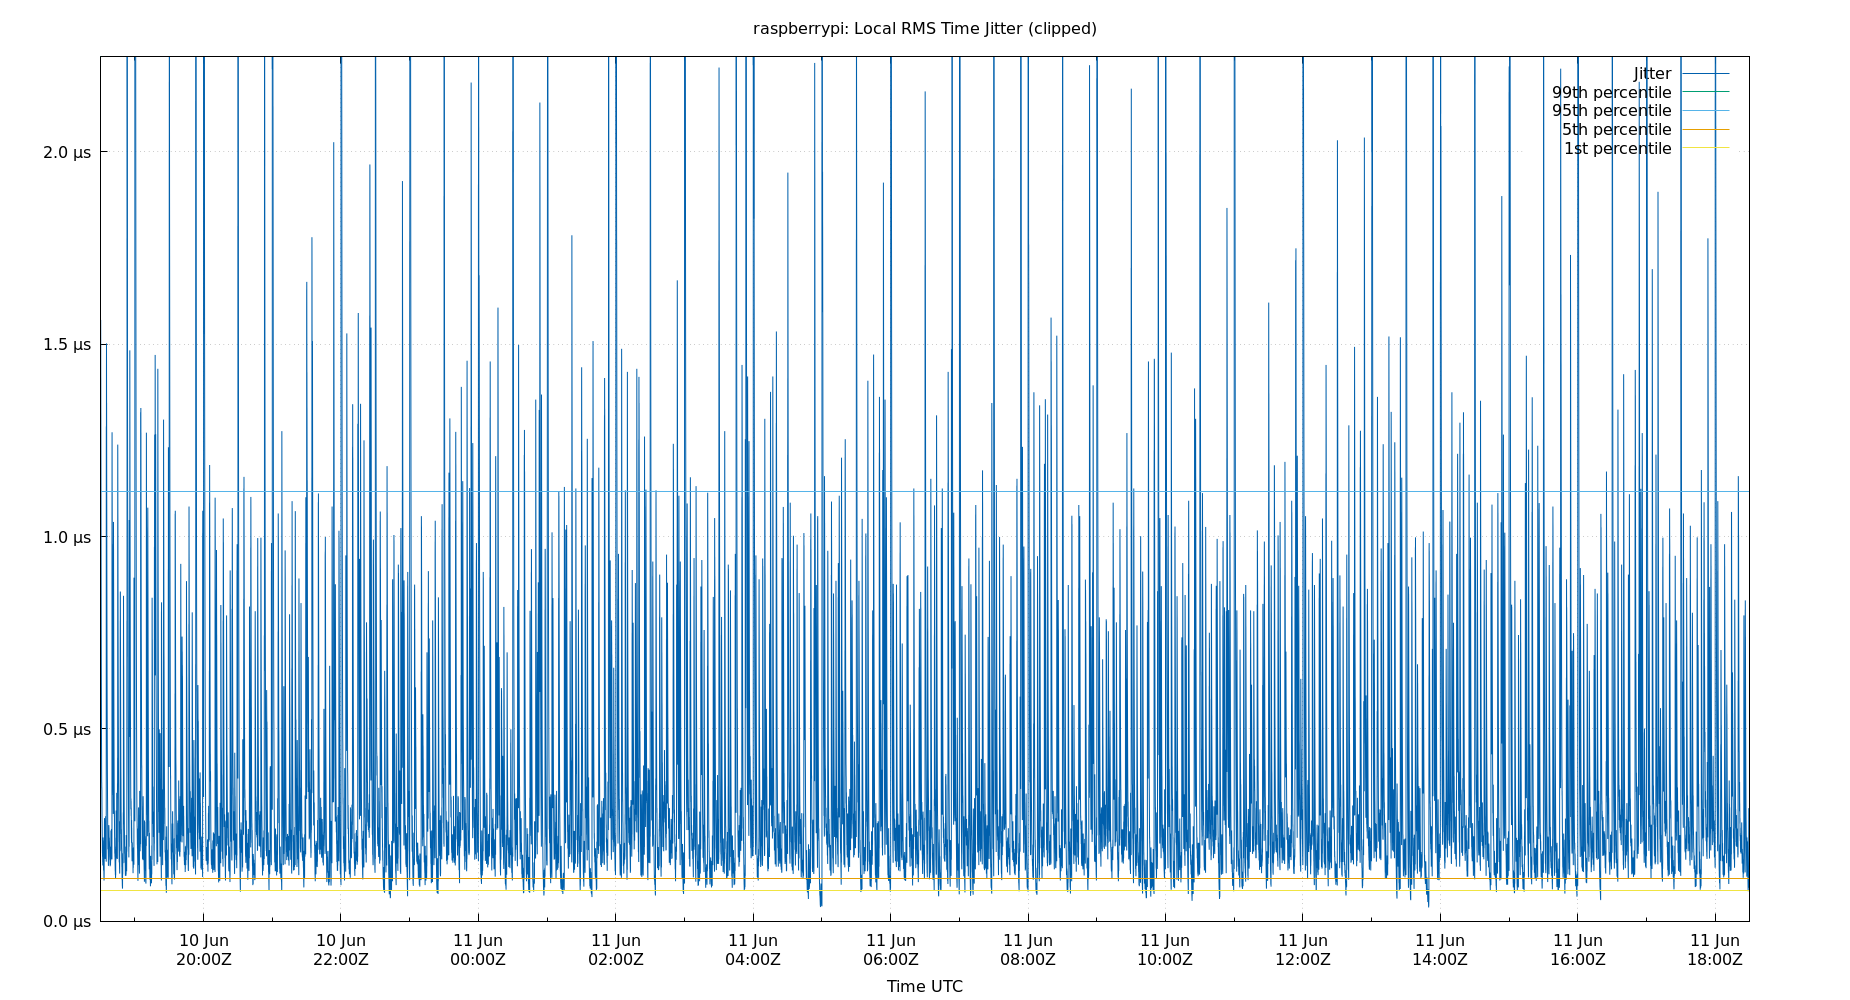 raspberrypi: Local RMS Time Jitter (clipped)
Jitter
99th percentile
95th percentile
5th percentile
1st percentile
2.0 μs
1.5 μs
1.0 μs
0.5 μs
0.0 μs
10 Jun 10 Jun 11 Jun 11 Jun 11 Jun 11 Jun 11 Jun 11 Jun 11 Jun 11 Jun 11 Jun 11 Jun
20:00Z 22:00Z 00:00Z 02:00Z 04:00Z 06:00Z 08:00Z 10:00Z 12:00Z 14:00Z 16:00Z 18:00Z
Time UTC